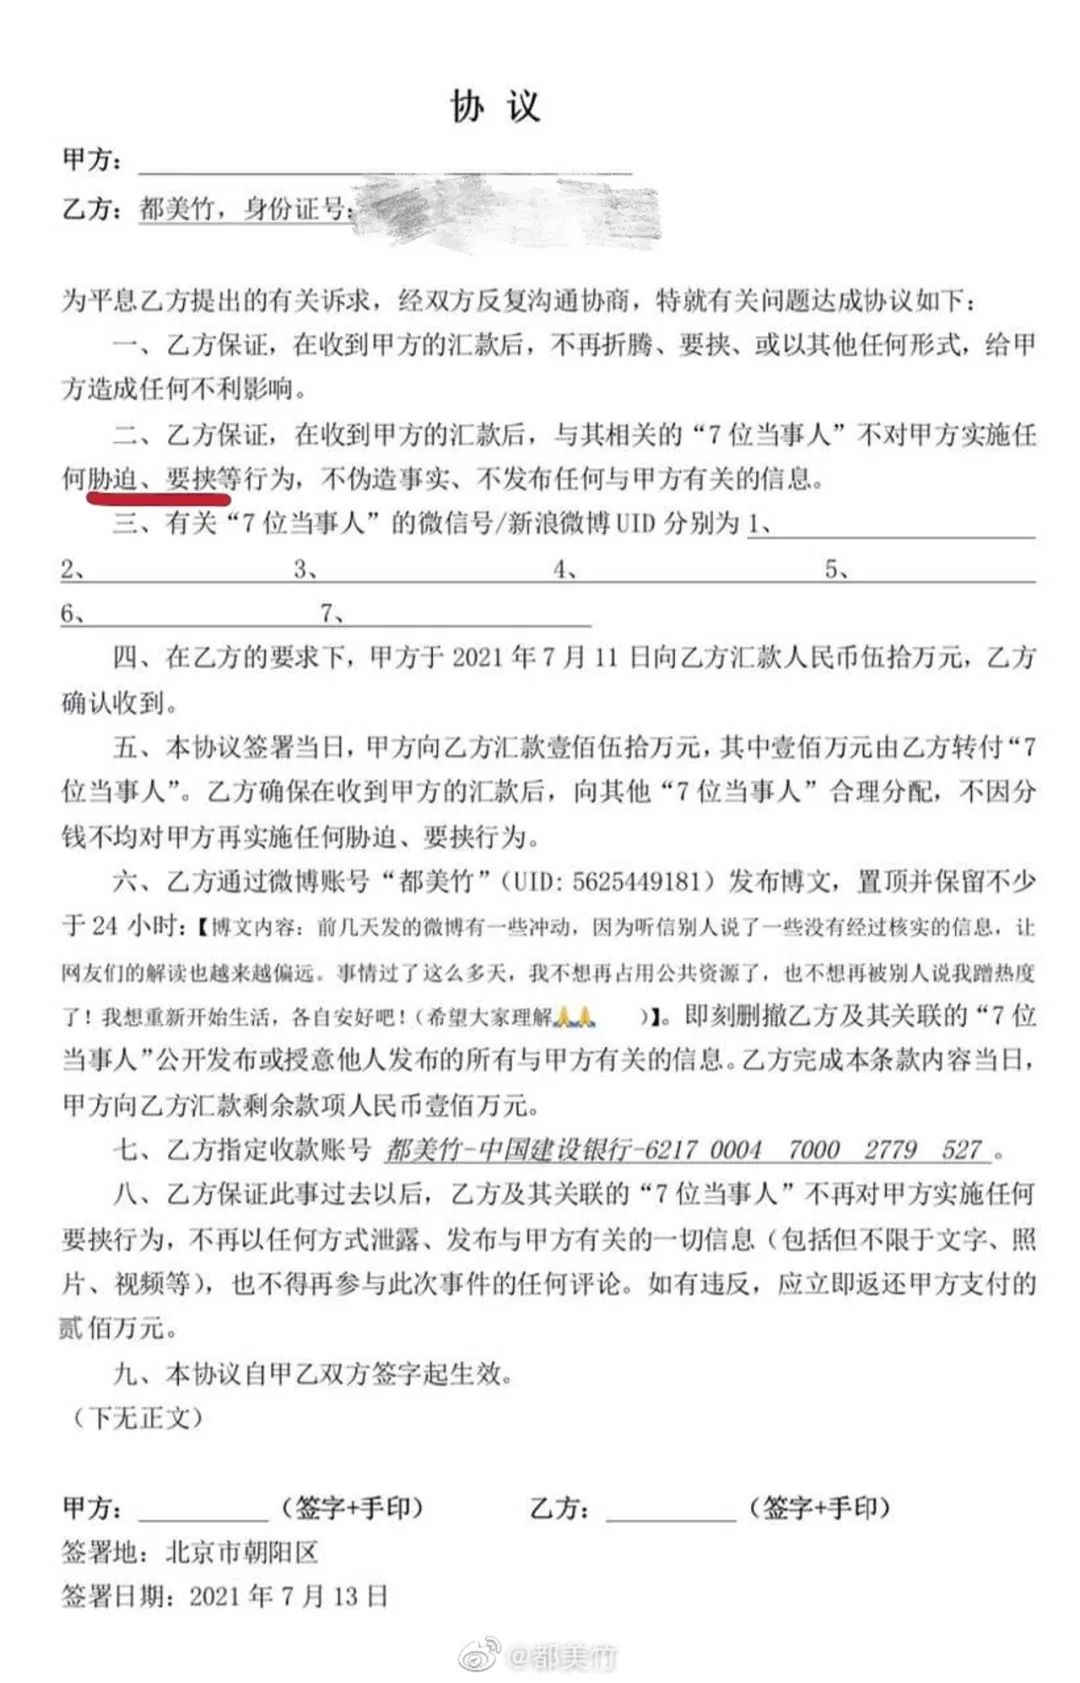 协 议
甲方：
乙方：都美竹，身份证号：
为平息乙方提出的有关诉求，经双方反复沟通协商，特就有关问题达成协议如下：
一、乙方保证，在收到甲方的汇款后，不再折腾、要挟、或以其他任何形式，给甲
方造成任何不利影响。
二、乙方保证，在收到甲方的汇款后，与其相关的“7 位当事人”不对甲方实施任
何胁迫、要挟等行为，不伪造事实、不发布任何与甲方有关的信息。
三、有关“7 位当事人”的微信号/新浪微博 UID 分别为 1、
2、 3、 4、 5、
6、 7、
四、在乙方的要求下，甲方于 2021 年 7 月 11 日向乙方汇款人民币伍拾万元，乙方
确认收到。
五、本协议签署当日，甲方向乙方汇款壹佰伍拾万元，其中壹佰万元由乙方转付“7
位当事人”。乙方确保在收到甲方的汇款后，向其他“7 位当事人”合理分配，不因分
钱不均对甲方再实施任何胁迫、要挟行为。
六、乙方通过微博账号“都美竹”（UID: 5625449181）发布博文，置顶并保留不少
于 24 小时：【博文内容：前几天发的微博有一些冲动，因为听信别人说了一些没有经过核实的信息，让
网友们的解读也越来越偏远。事情过了这么多天，我不想再占用公共资源了，也不想再被别人说我蹭热度
了！我想重新开始生活，各自安好吧！（希望大家理解🙏🙏 ）】。即刻删撤乙方及其关联的“7 位
当事人”公开发布或授意他人发布的所有与甲方有关的信息。乙方完成本条款内容当日，
甲方向乙方汇款剩余款项人民币壹佰万元。
七、乙方指定收款账号 都美竹-中国建设银行-6217 0004 7000 2779 527 。
八、乙方保证此事过去以后，乙方及其关联的“7 位当事人”不再对甲方实施任何
要挟行为，不再以任何方式泄露、发布与甲方有关的一切信息（包括但不限于文字、照
片、视频等），也不得再参与此次事件的任何评论。如有违反，应立即返还甲方支付的
贰佰万元。
九、本协议自甲乙双方签字起生效。
（下无正文）
甲方： （签字+手印） 乙方： （签字+手印）
签署地：北京市朝阳区
签署日期：2021 年 7 月 13 日
@都美竹